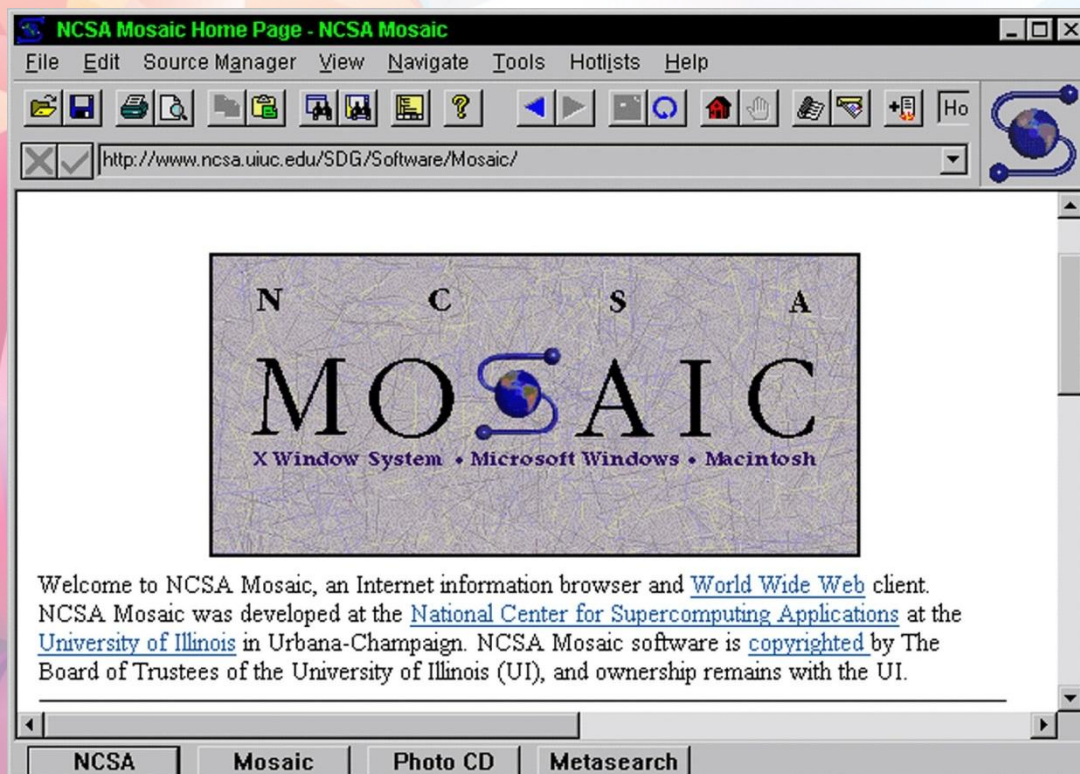 NCSA Mosaic Home Page - NCSA Mosaic
File Edit Source Manager View Navigate Tools Hotlists Help
Ho
http://www.ncsa.uiuc.edu/SDG/Software/Mosaic/
N C S A
MOSAIC
X Window System • Microsoft Windows • Macintosh
Welcome to NCSA Mosaic, an Internet information browser and World Wide Web client.
NCSA Mosaic was developed at the National Center for Supercomputing Applications at the
University of Illinois in Urbana-Champaign. NCSA Mosaic software is copyrighted by The
Board of Trustees of the University of Illinois (UI), and ownership remains with the UI.
NCSA Mosaic Photo CD Metasearch